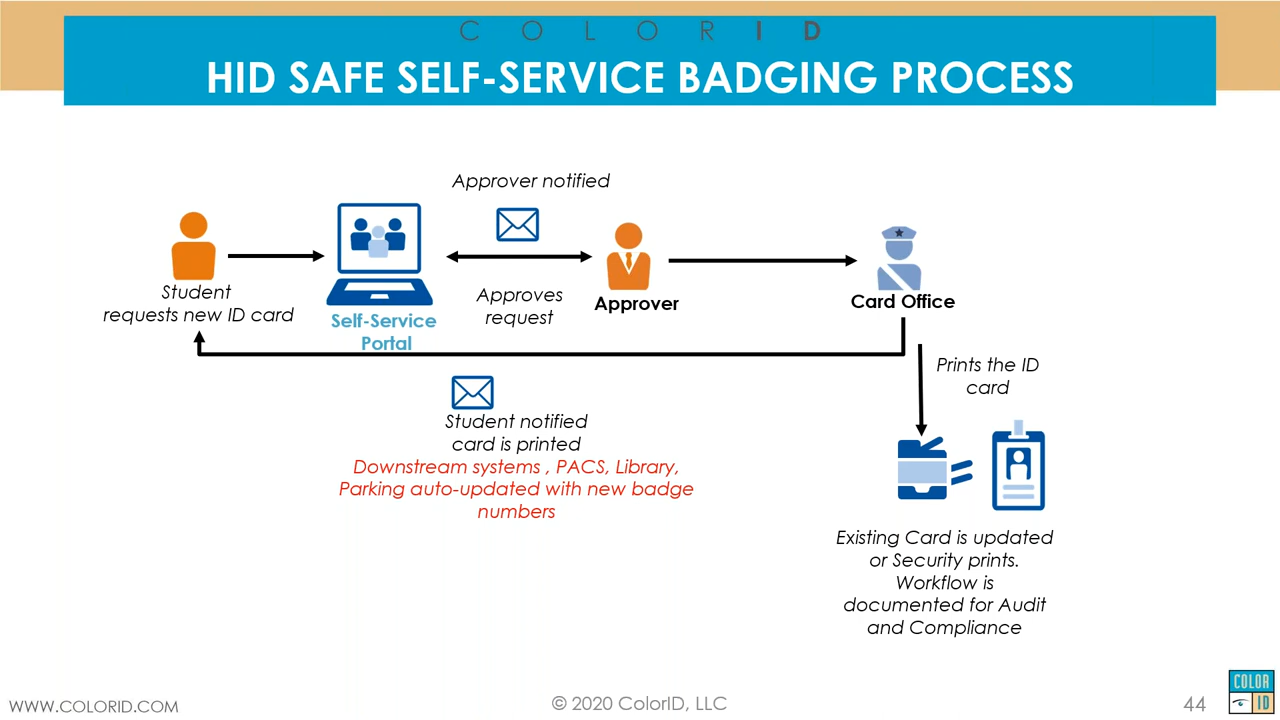 COLORID
HID SAFE SELF-SERVICE BADGING PROCESS
Approver notified
Student
requests new ID card
Self-Service
Portal
Approves
request
Approver
Card Office
Prints the ID
card
Student notified
card is printed
Downstream systems , PACS, Library,
Parking auto-updated with new badge
numbers
Existing Card is updated
or Security prints.
Workflow is
documented for Audit
and Compliance
WWW.COLORID.COM
© 2020 ColorID, LLC
44
COLOR
ID